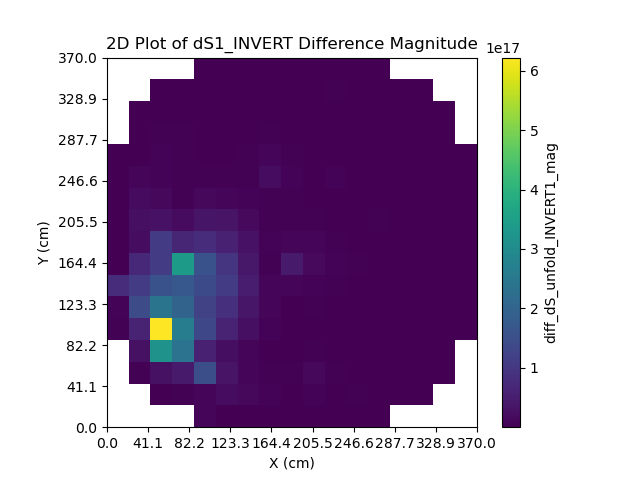 2D Plot of dS1_INVERT Difference Magnitude
1e17
370.0
328.9
287.7
246.6
205.5
164.4
123.3
82.2
41.1
0.0
Y (cm)
0.0 41.1 82.2 123.3 164.4 205.5 246.6 287.7 328.9 370.0
X (cm)
6
5
4
3
2
1
diff_dS_unfold_INVERT1_mag